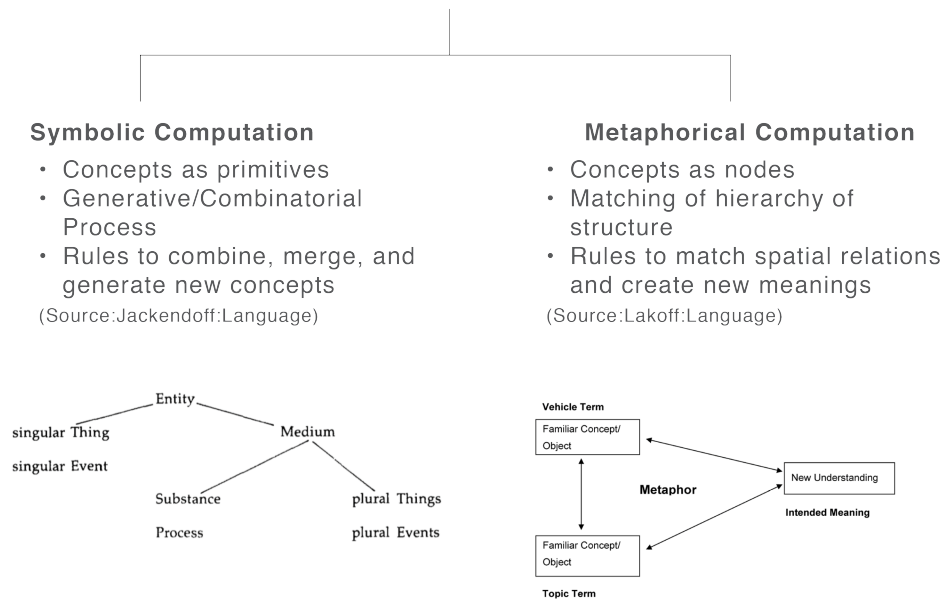 Symbolic Computation
• Concepts as primitives
• Generative/Combinatorial
Process
• Rules to combine, merge, and
generate new concepts
(Source:Jackendoff:Language)
Metaphorical Computation
• Concepts as nodes
• Matching of hierarchy of
structure
• Rules to match spatial relations
and create new meanings
(Source:Lakoff:Language)
Entity
singular Thing
singular Event
Medium
Substance
Process
plural Things
plural Events
Vehicle Term
Familiar Concept/
Object
Metaphor
New Understanding
Intended Meaning
Familiar Concept/
Object
Topic Term